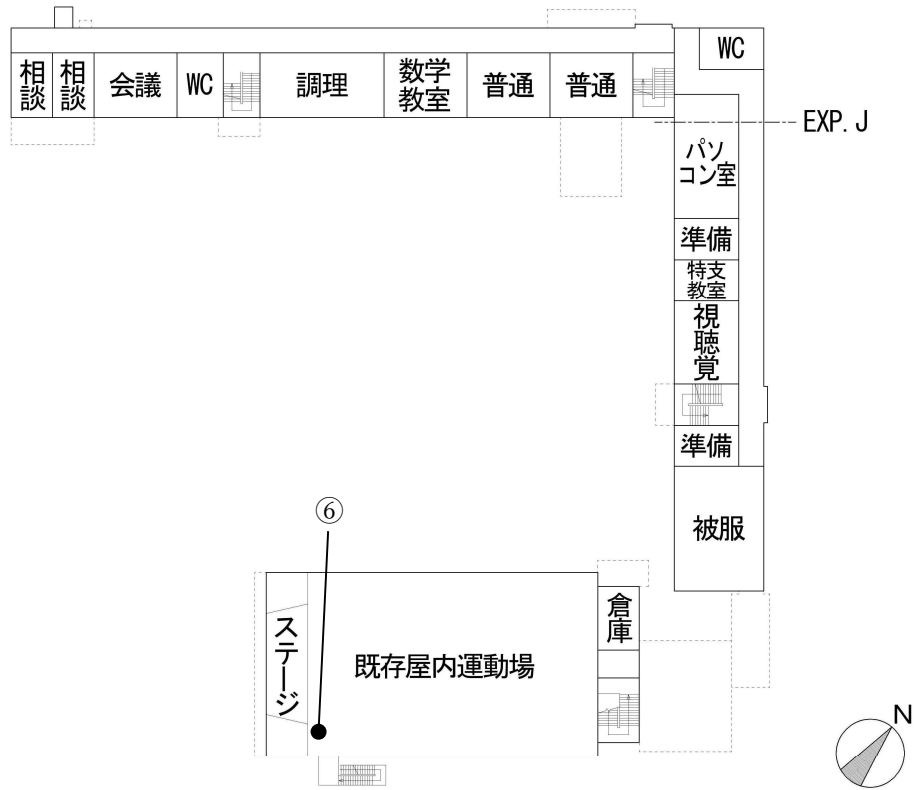 WC
相談
相談
会議
WC
調理
数学
教室
普通
普通
EXP. J
パソ
コン室
準備
特支
教室
視聴覚
準備
被服
⑥
倉庫
ステージ
既存屋内運動場
N